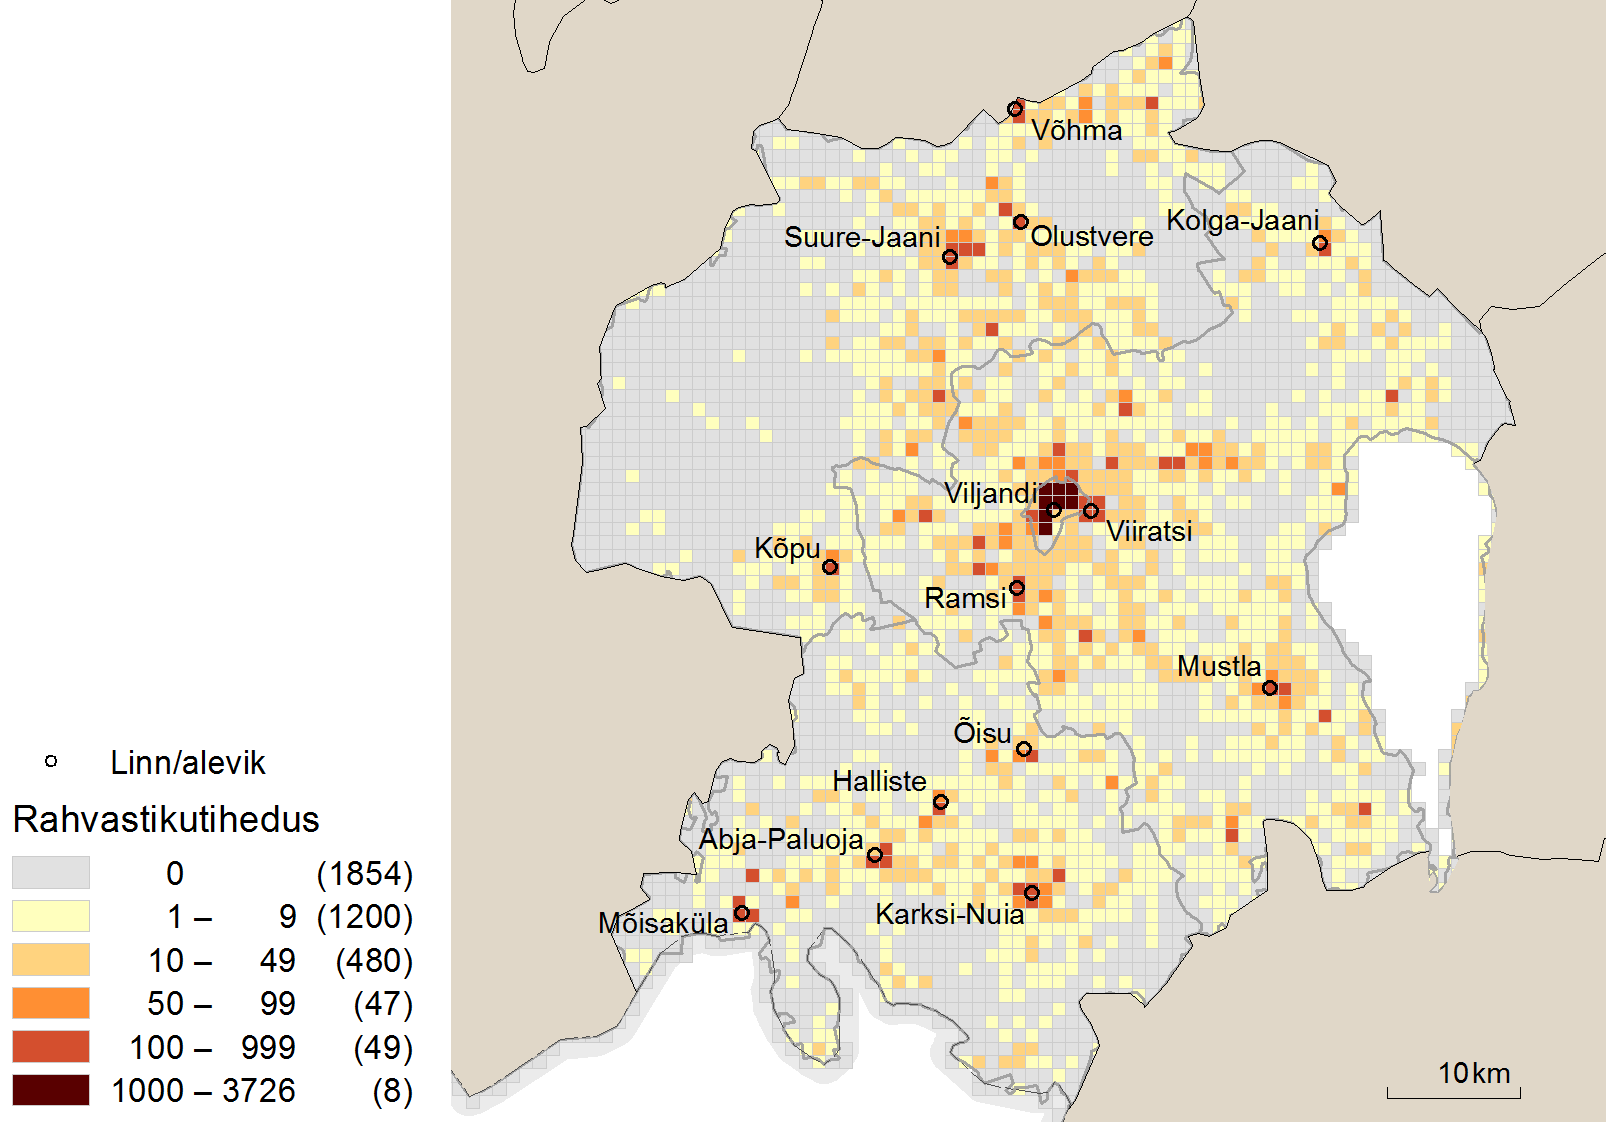 Võhma
Kolga-Jaani
Suure-Jaani
Olustvere
Viljandi
Viiratsi
Kõpu
Ramsi
Mustla
Õisu
Halliste
Abja-Paluoja
Karksi-Nuia
Mõisaküla
10 km
Linn/alevik
Rahvastikutihedus
0 (1854)
1 – 9 (1200)
10 – 49 (480)
50 – 99 (47)
100 – 999 (49)
1000 – 3726 (8)